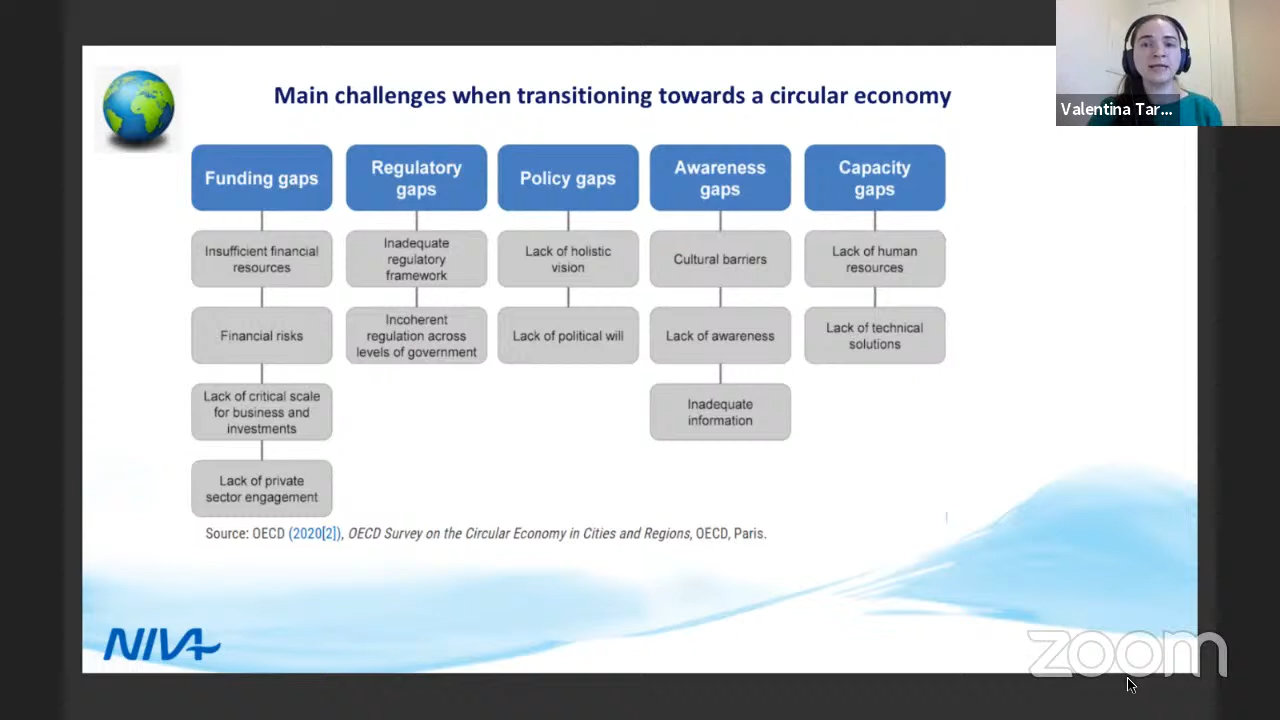 Main challenges when transitioning towards a circular economy
Valentina Tar...
Funding gaps
Regulatory
gaps
Policy gaps
Awareness
gaps
Capacity
gaps
Insufficient financial
resources
Inadequate
regulatory
framework
Lack of holistic
vision
Cultural barriers
Lack of human
resources
Financial risks
Incoherent
regulation across
levels of government
Lack of political will
Lack of awareness
Lack of technical
solutions
Lack of critical scale
for business and
investments
Inadequate
information
Lack of private
sector engagement
Source: OECD (2020[2]), OECD Survey on the Circular Economy in Cities and Regions, OECD, Paris.
NIVA
zoom